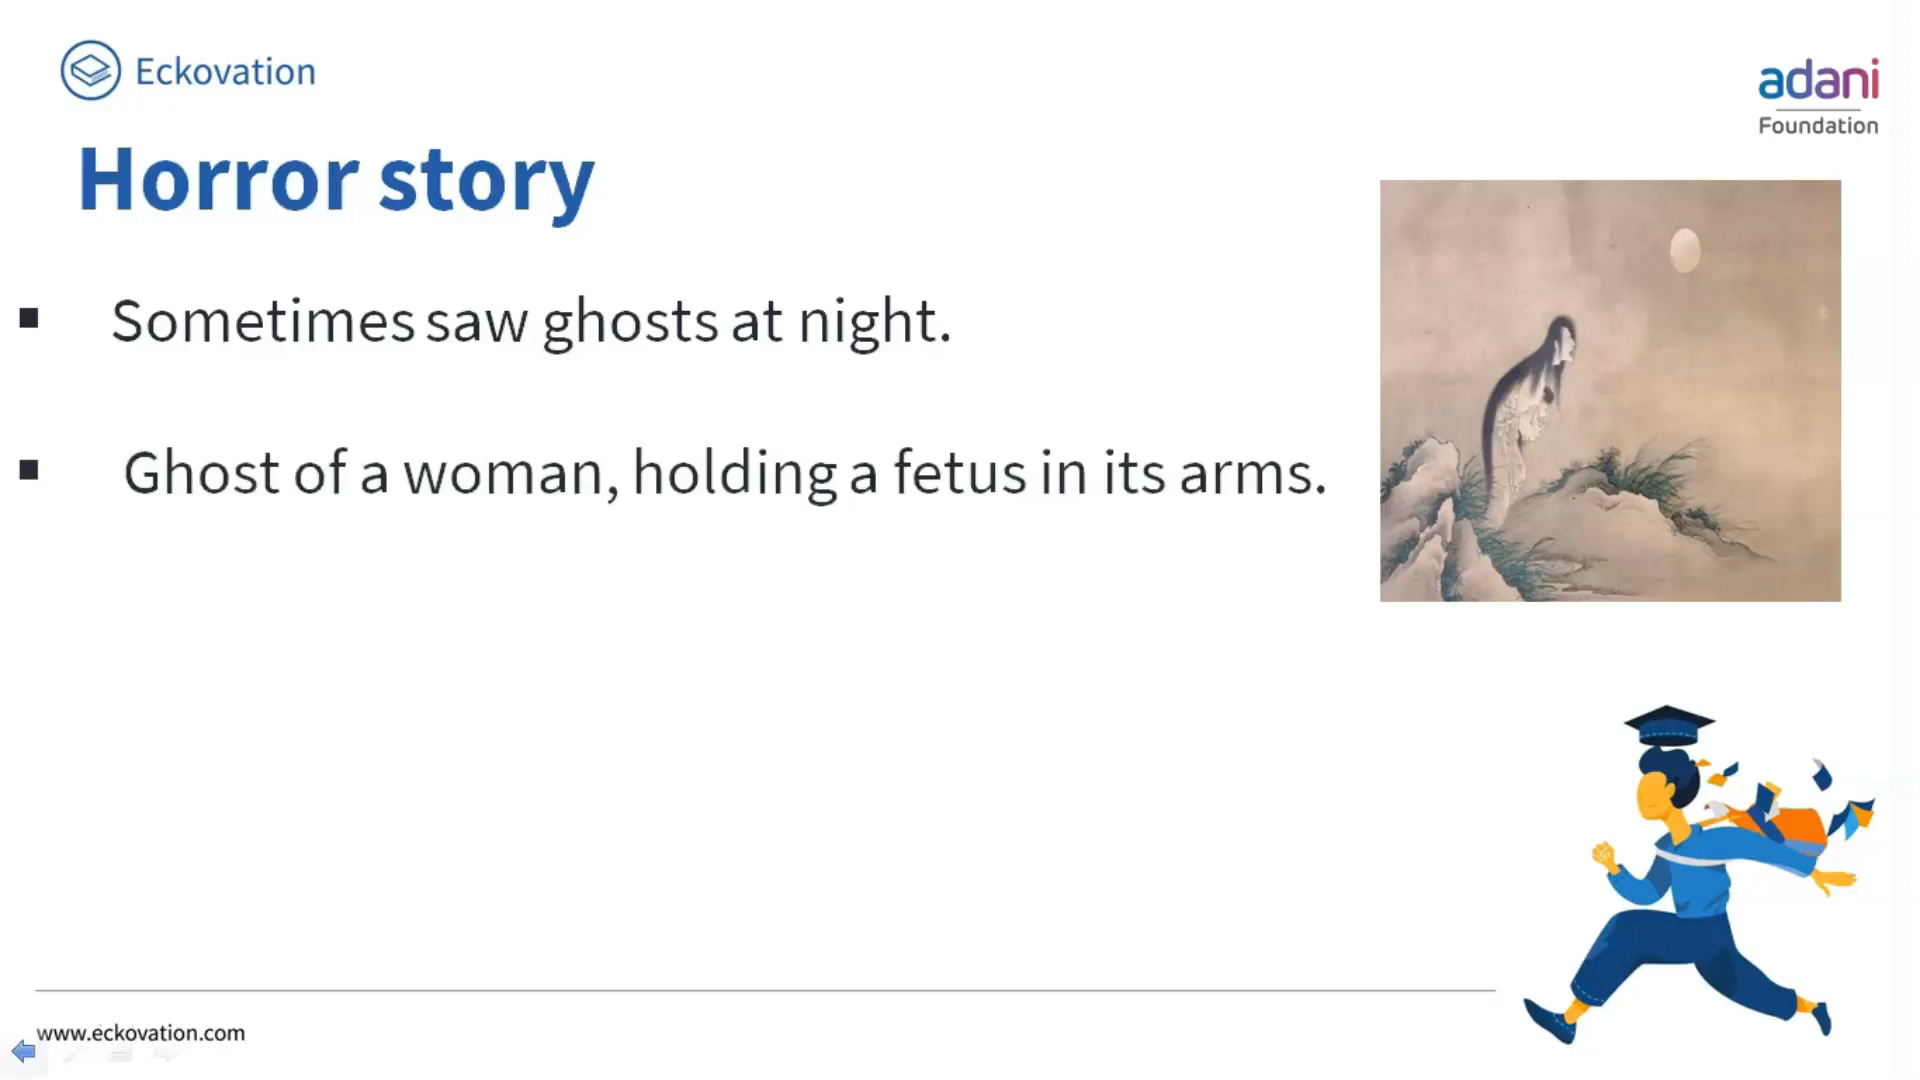 Eckovation
adani
Foundation
Horror story
Sometimes saw ghosts at night.
Ghost of a woman, holding a fetus in its arms.
www.eckovation.com